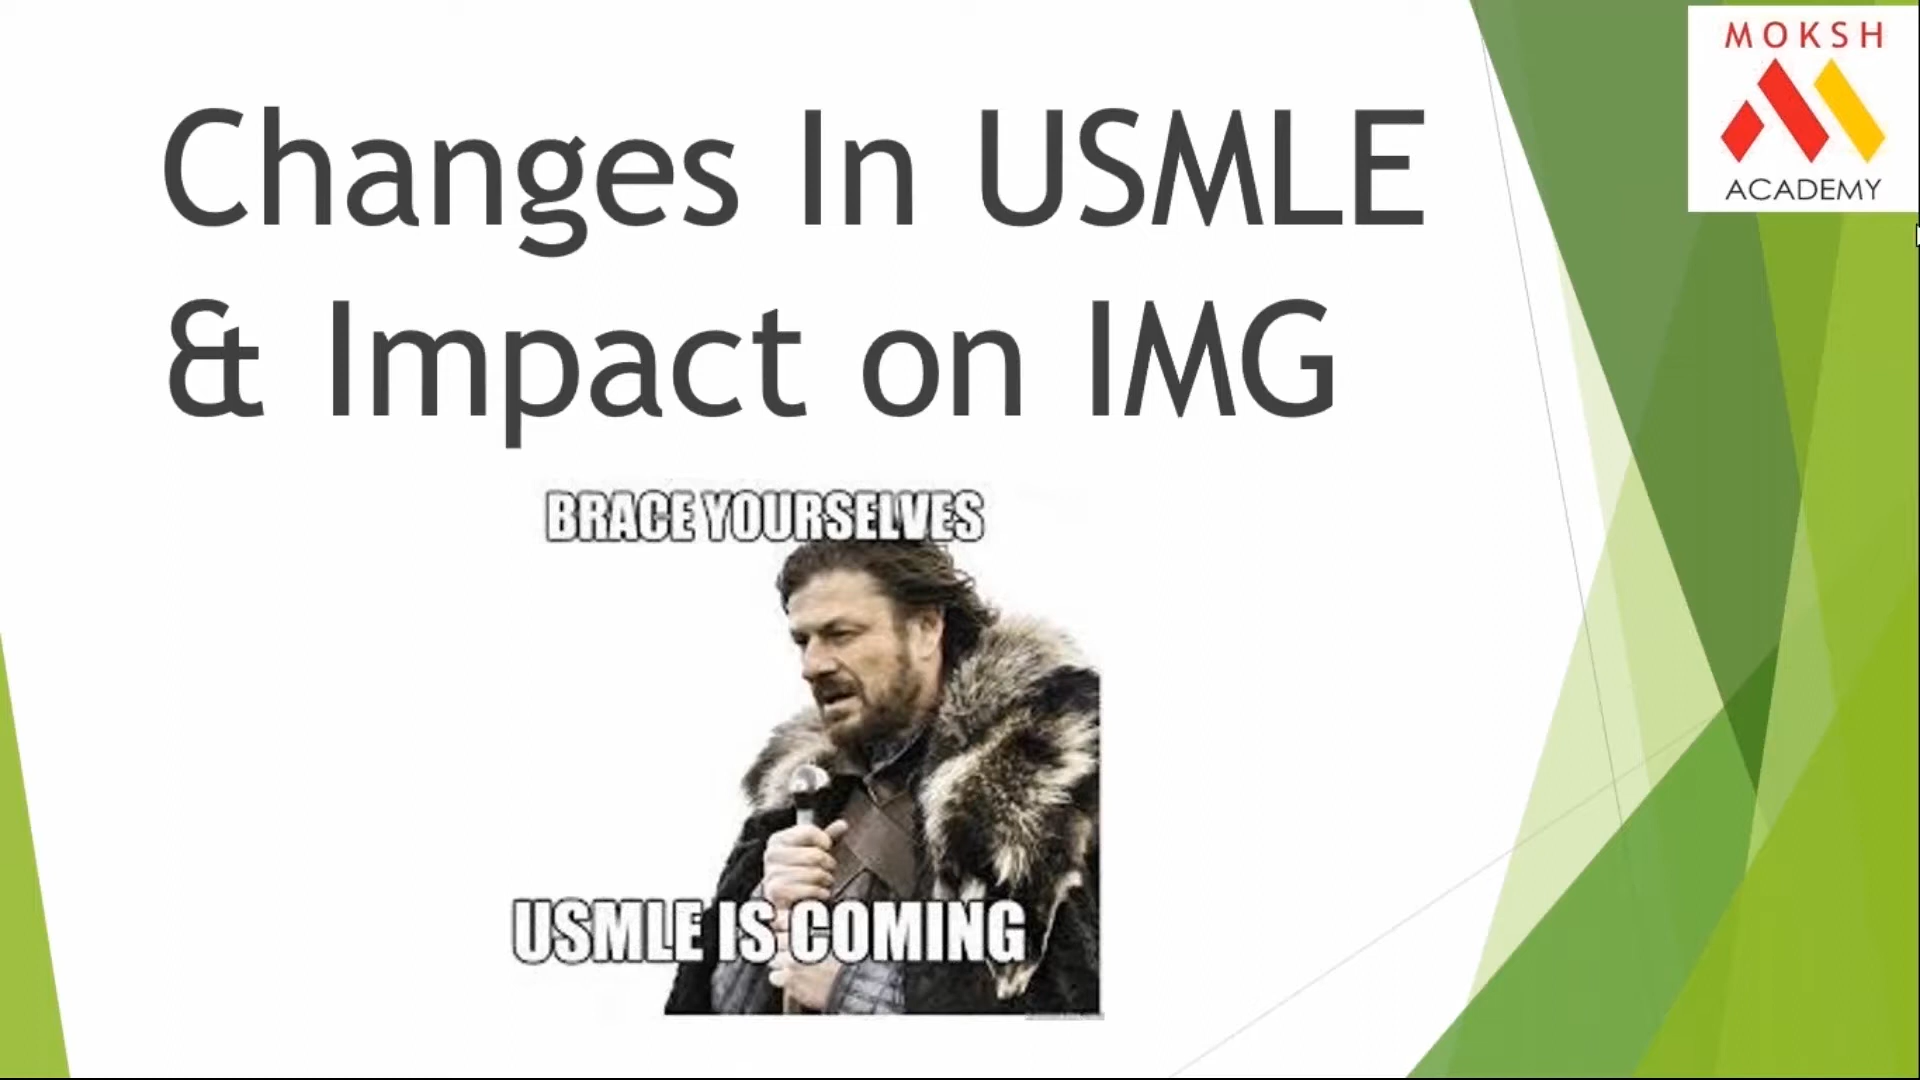 Changes In USMLE
& Impact on IMG
MOKSH
ACADEMY
BRACE YOURSELVES
USMLE IS COMING